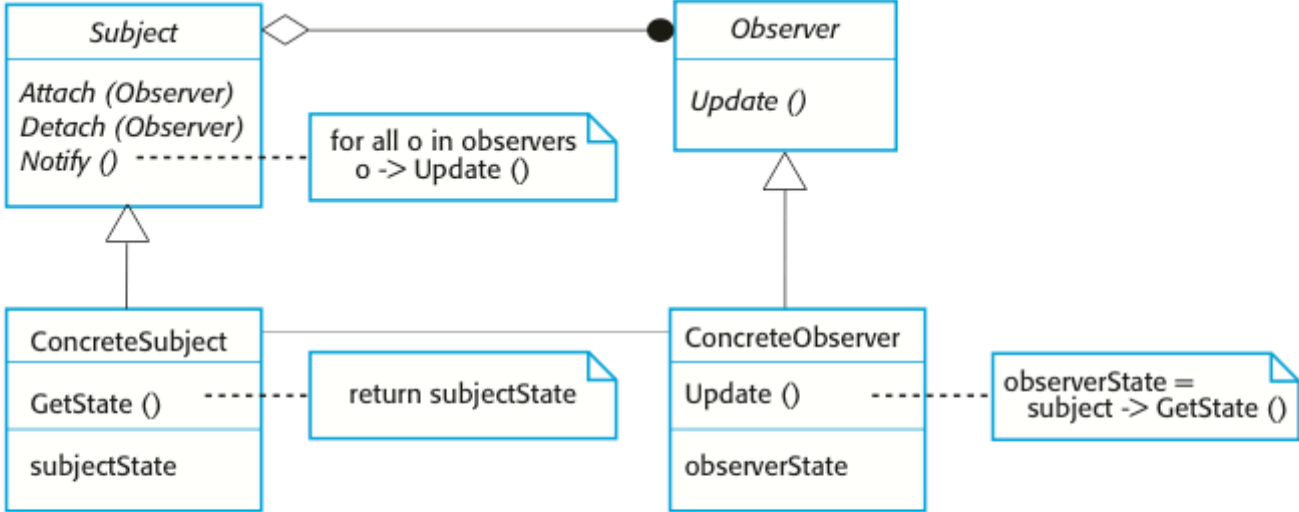 Subject
Attach (Observer)
Detach (Observer)
Notify ()
for all o in observers
o -> Update ()
Observer
Update ()
ConcreteSubject
GetState ()
subjectState
return subjectState
ConcreteObserver
Update ()
observerState
observerState =
subject -> GetState ()